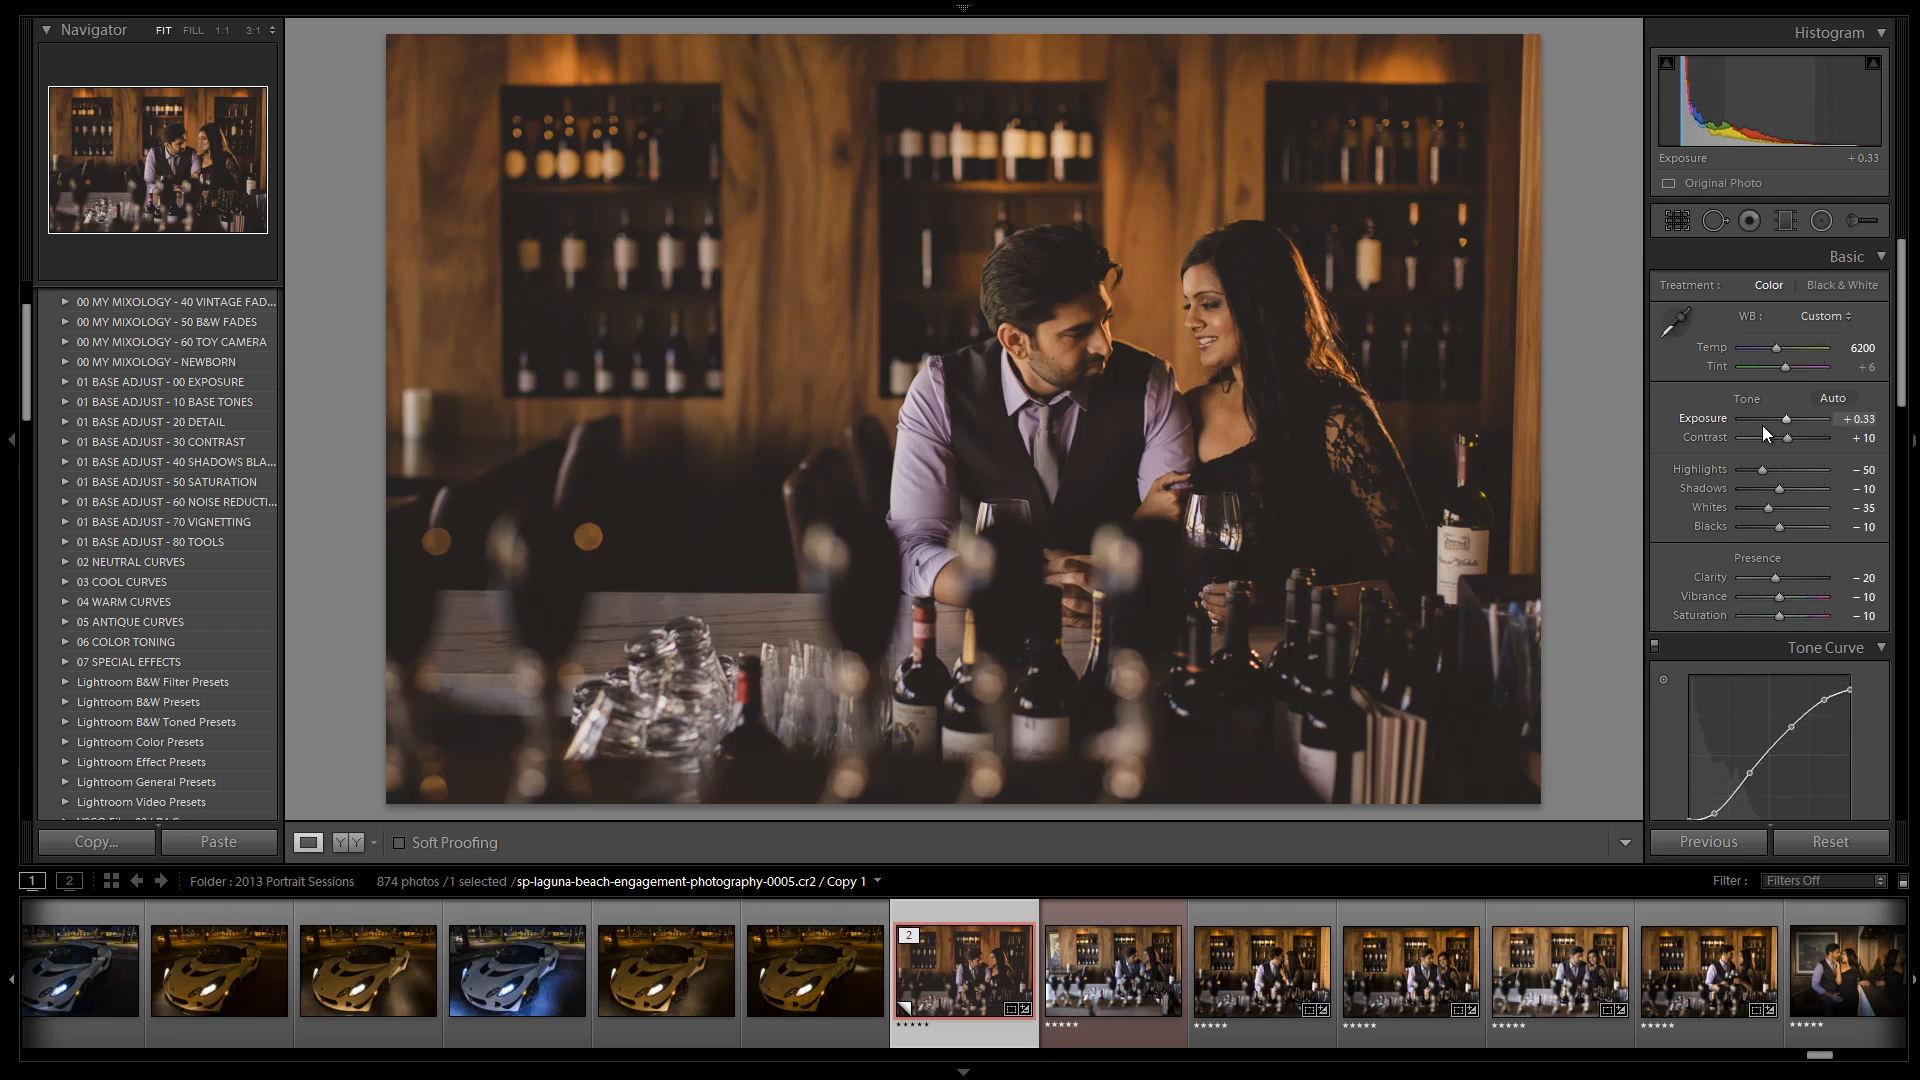 Navigator FIT FILL 1:1 3:1
00 MY MIXOLOGY - 40 VINTAGE FAD...
00 MY MIXOLOGY - 50 B&W FADES
00 MY MIXOLOGY - 60 TOY CAMERA
00 MY MIXOLOGY - NEWBORN
01 BASE ADJUST - 00 EXPOSURE
01 BASE ADJUST - 10 BASE TONES
01 BASE ADJUST - 20 DETAIL
01 BASE ADJUST - 30 CONTRAST
01 BASE ADJUST - 40 SHADOWS BLA...
01 BASE ADJUST - 50 SATURATION
01 BASE ADJUST - 60 NOISE REDUCTI...
01 BASE ADJUST - 70 VIGNETTING
01 BASE ADJUST - 80 TOOLS
02 NEUTRAL CURVES
03 COOL CURVES
04 WARM CURVES
05 ANTIQUE CURVES
06 COLOR TONING
07 SPECIAL EFFECTS
Lightroom B&W Filter Presets
Lightroom B&W Presets
Lightroom B&W Toned Presets
Lightroom Color Presets
Lightroom Effect Presets
Lightroom General Presets
Lightroom Video Presets
Copy... Paste
YY Soft Proofing
Histogram
Exposure + 0.33
Original Photo
Basic
Treatment : Color Black & White
WB : Custom
Temp 6200
Tint + 6
Tone Auto
Exposure + 0.33
Contrast + 10
Highlights − 50
Shadows − 10
Whites − 35
Blacks − 10
Presence
Clarity − 20
Vibrance − 10
Saturation − 10
Tone Curve
Previous Reset
1 2 Folder : 2013 Portrait Sessions 874 photos / 1 selected / sp-laguna-beach-engagement-photography-0005.cr2 / Copy 1 Filter : Filters Off
2